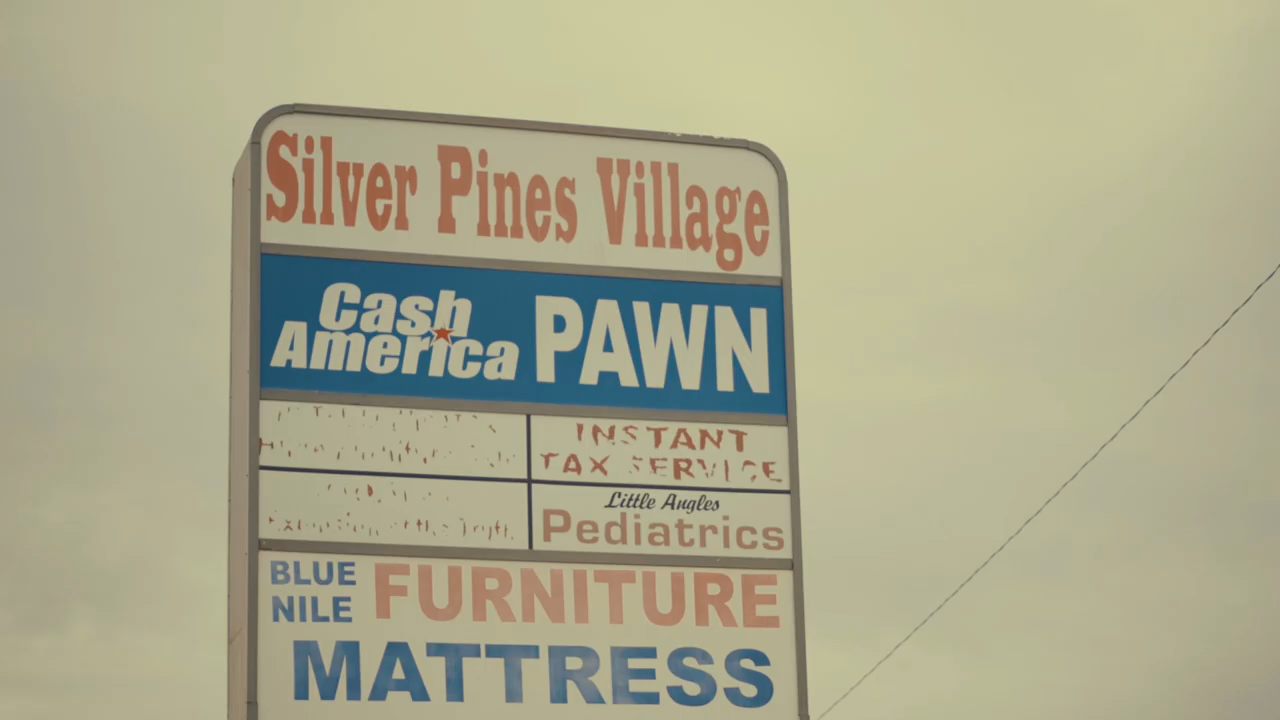 Silver Pines Village
Cash
America
PAWN
INSTANT
TAX SERVICE
Little Angles
Pediatrics
BLUE
NILE
FURNITURE
MATTRESS